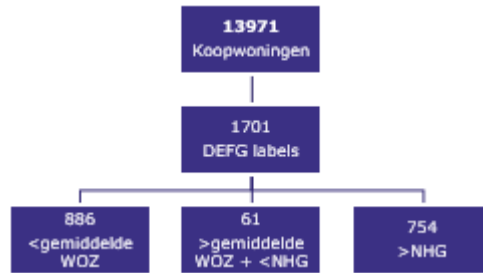 13971
Koopwoningen
1701
DEFG labels
886
<gemiddelde
WOZ
61
>gemiddelde
WOZ + <NHG
754
>NHG